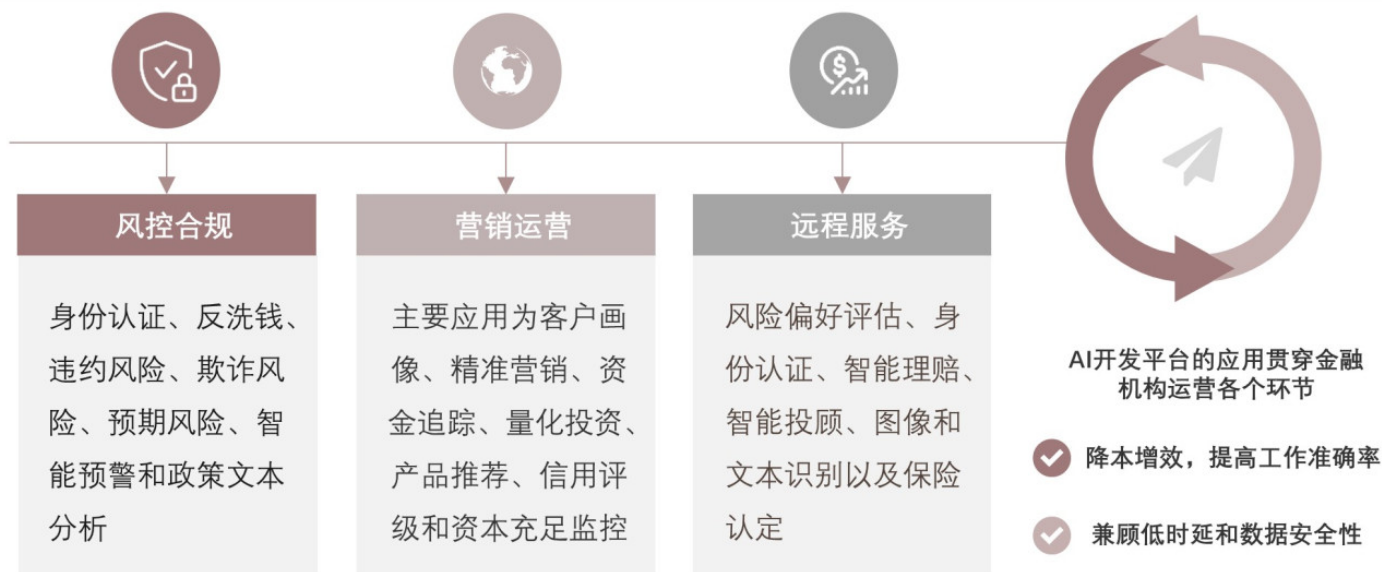 风控合规
身份认证、反洗钱、
违约风险、欺诈风
险、预期风险、智
能预警和政策文本
分析
营销运营
主要应用为客户画
像、精准营销、资
金追踪、量化投资、
产品推荐、信用评
级和资本充足监控
远程服务
风险偏好评估、身
份认证、智能理赔、
智能投顾、图像和
文本识别以及保险
认定
AI开发平台的应用贯穿金融
机构运营各个环节
降本增效，提高工作准确率
兼顾低时延和数据安全性